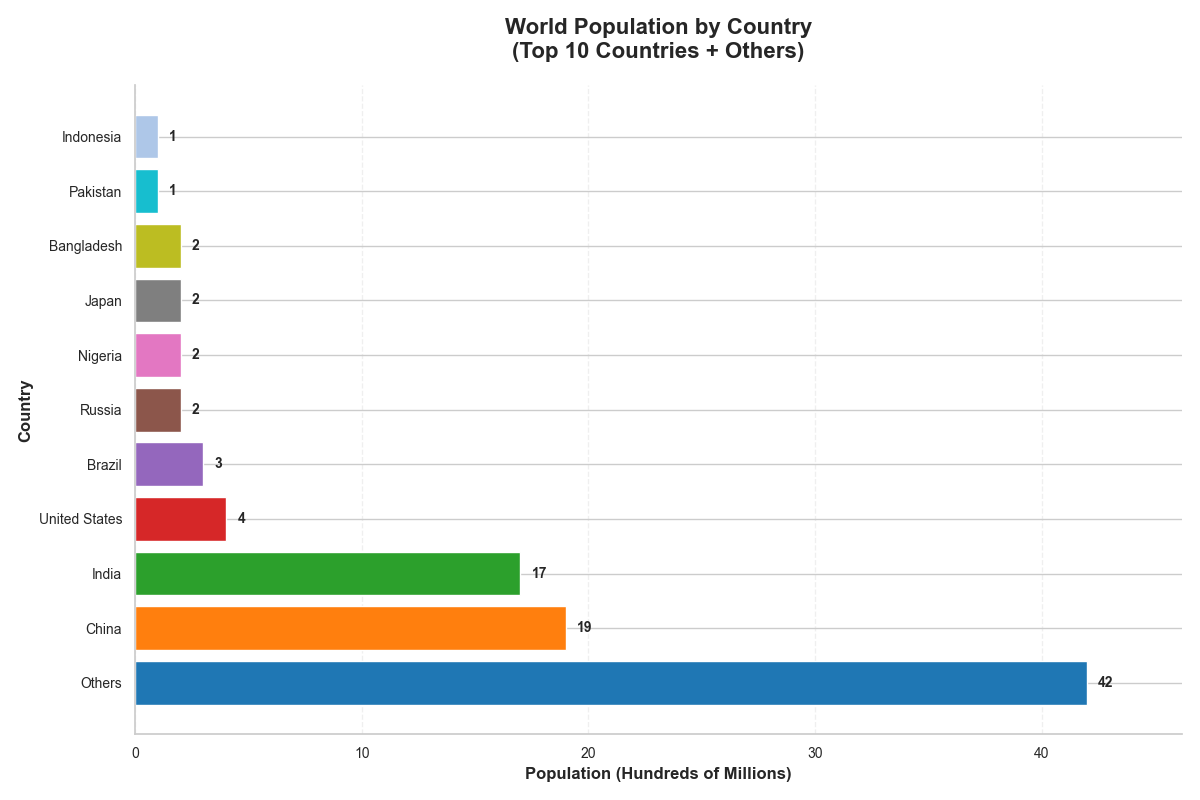 World Population by Country
(Top 10 Countries + Others)
Indonesia 1
Pakistan 1
Bangladesh 2
Japan 2
Nigeria 2
Russia 2
Brazil 3
United States 4
India 17
China 19
Others 42
Country
0 10 20 30 40
Population (Hundreds of Millions)